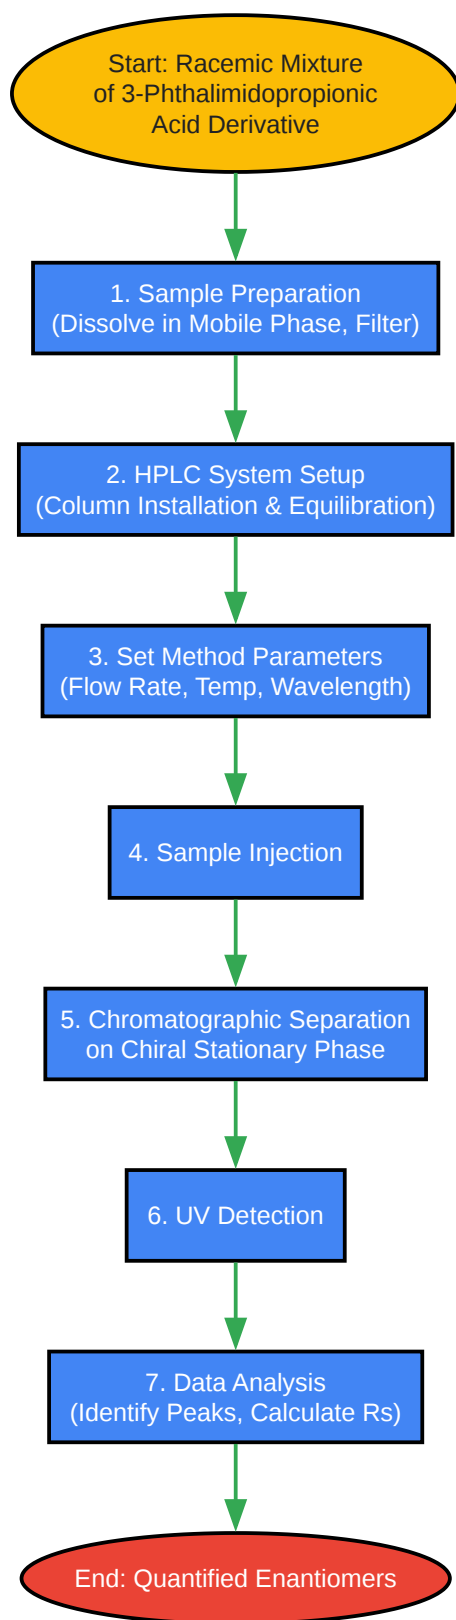 Start: Racemic Mixture
of 3-Phthalimidopropionic
Acid Derivative
1. Sample Preparation
(Dissolve in Mobile Phase, Filter)
2. HPLC System Setup
(Column Installation & Equilibration)
3. Set Method Parameters
(Flow Rate, Temp, Wavelength)
4. Sample Injection
5. Chromatographic Separation
on Chiral Stationary Phase
6. UV Detection
7. Data Analysis
(Identify Peaks, Calculate Rs)
End: Quantified Enantiomers